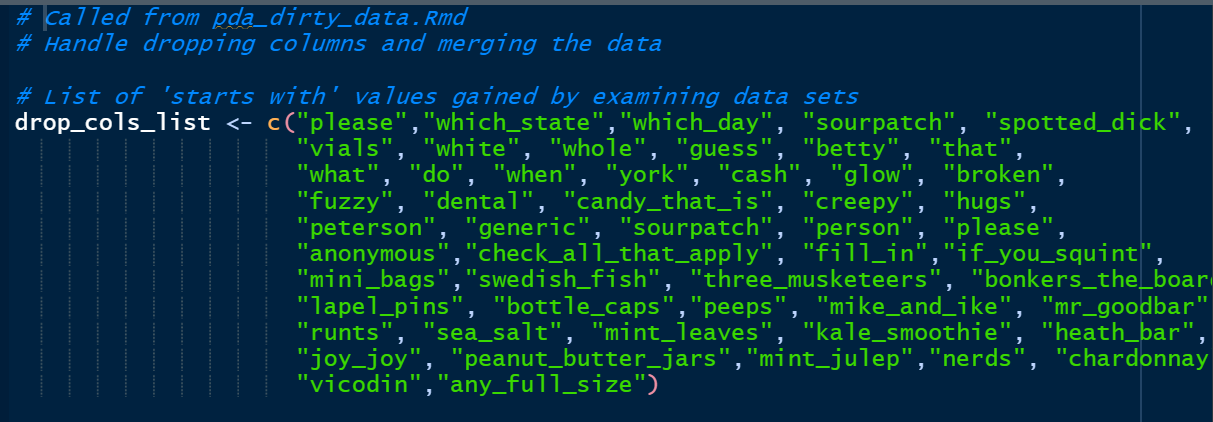 # Called from pda_dirty_data.Rmd
# Handle dropping columns and merging the data
# List of 'starts with' values gained by examining data sets
drop_cols_list <- c("please","which_state","which_day", "sourpatch", "spotted_dick",
"vials", "white", "whole", "guess", "betty", "that",
"what", "do", "when", "york", "cash", "glow", "broken",
"fuzzy", "dental", "candy_that_is", "creepy", "hugs",
"peterson", "generic", "sourpatch", "person", "please",
"anonymous","check_all_that_apply", "fill_in","if_you_squint",
"mini_bags","swedish_fish", "three_musketeers", "bonkers_the_boar
"lapel_pins", "bottle_caps","peeps", "mike_and_ike", "mr_goodbar"
"runts", "sea_salt", "mint_leaves", "kale_smoothie", "heath_bar",
"joy_joy", "peanut_butter_jars","mint_julep","nerds", "chardonnay
"vicodin","any_full_size")